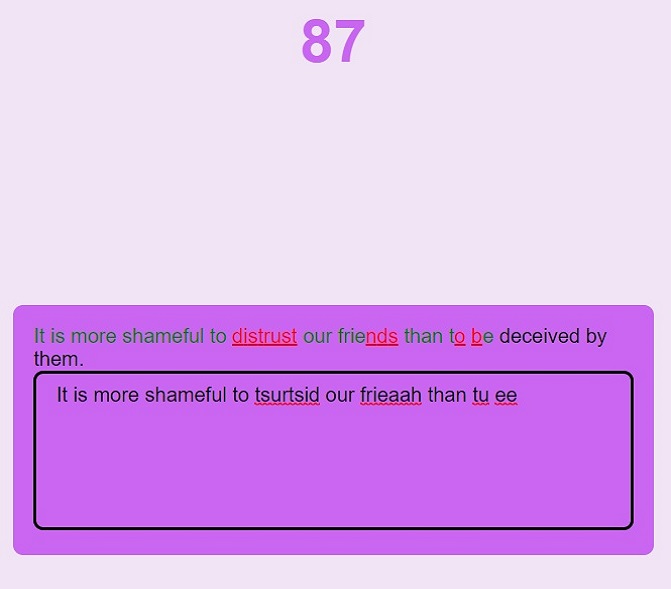 87
It is more shameful to distrust our friends than to be deceived by
them.
It is more shameful to tsurtsid our frieaah than tu ee